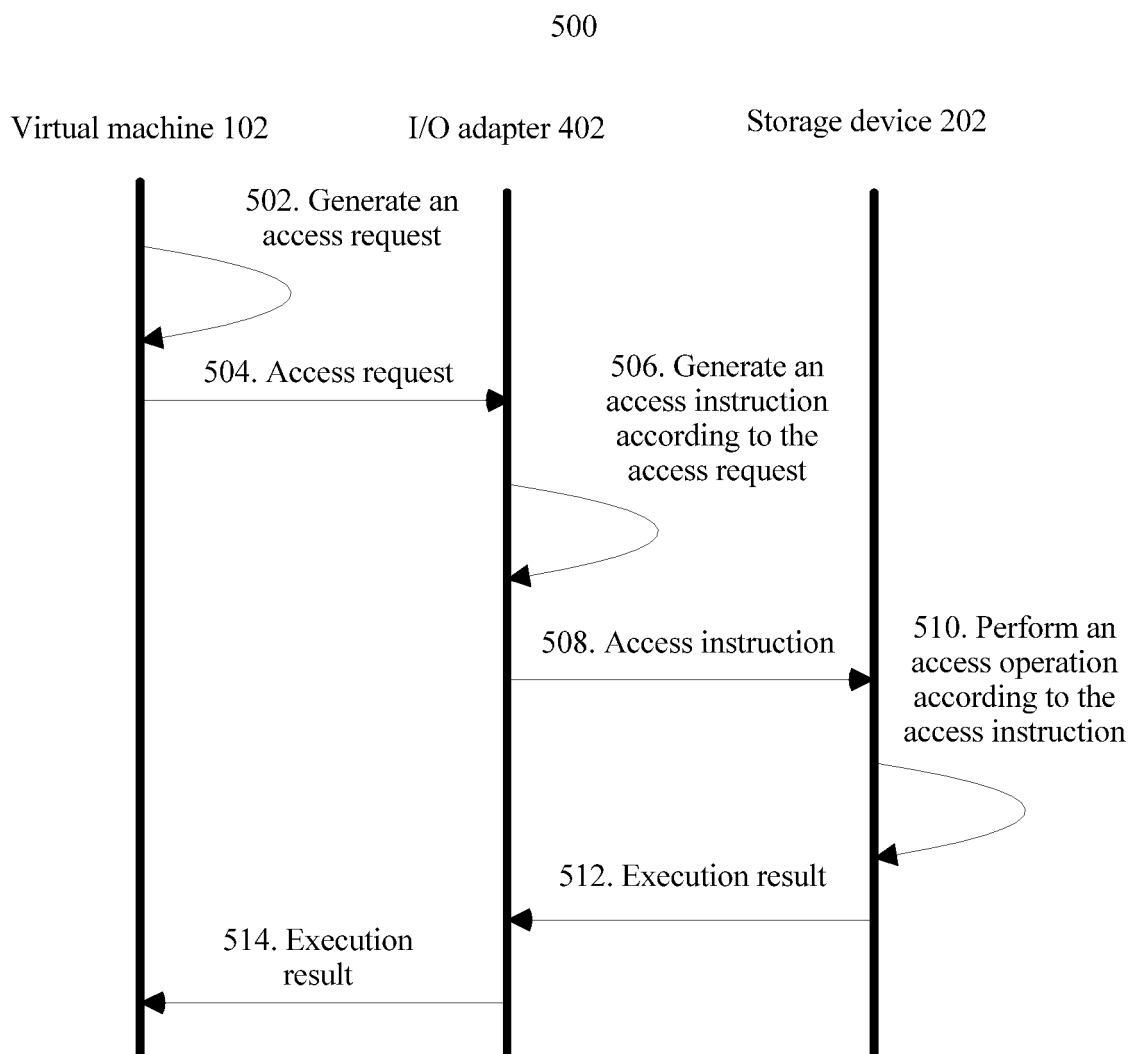 500
Virtual machine 102
I/O adapter 402
Storage device 202
502. Generate an
access request
504. Access request
506. Generate an
access instruction
according to the
access request
508. Access instruction
510. Perform an
access operation
according to the
access instruction
512. Execution result
514. Execution
result